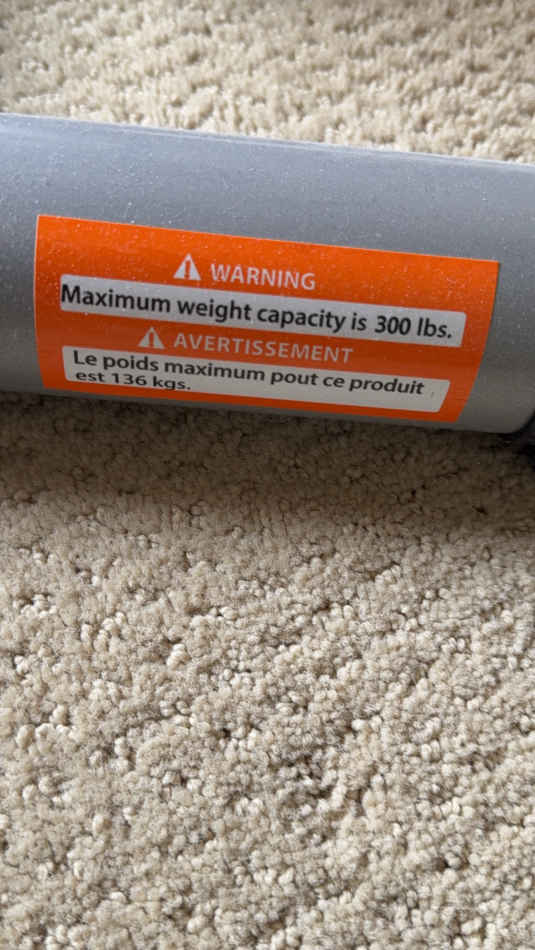 WARNING
Maximum weight capacity is 300 lbs.
AVERTISSEMENT
Le poids maximum pout ce produit
est 136 kgs.